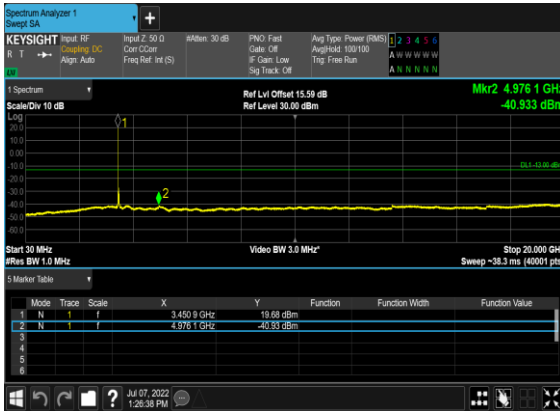 Spectrum Analyzer 1
Swept SA
KEYSIGHT
R T
Input: RF
Coupling: DC
Align: Auto
Input Z: 50 Ω
Corr CCorr
Freq Ref: Int (S)
#Atten: 30 dB
PNO: Fast
Gate: Off
IF Gain: Low
Sig Track: Off
Avg Type: Power (RMS)
Avg|Hold: 100/100
Trig: Free Run
1 2 3 4 5 6
A W W W W W
A N N N N N
1 Spectrum
Scale/Div 10 dB
Ref Lvl Offset 15.59 dB
Ref Level 30.00 dBm
Mkr2 4.976 1 GHz
-40.933 dBm
Log
20.0
10.0
0.00
-10.0
-20.0
-30.0
-40.0
-50.0
-60.0
1
2
DL1 -13.00 dBm
Start 30 MHz
#Res BW 1.0 MHz
Video BW 3.0 MHz*
Stop 20.000 GHz
Sweep ~38.3 ms (40001 pts)
5 Marker Table
Mode Trace Scale X Y Function Function Width Function Value
1 N 1 f 3.450 9 GHz 19.68 dBm
2 N 1 f 4.976 1 GHz -40.93 dBm
3
4
5
6
Jul 07, 2022
1:26:38 PM